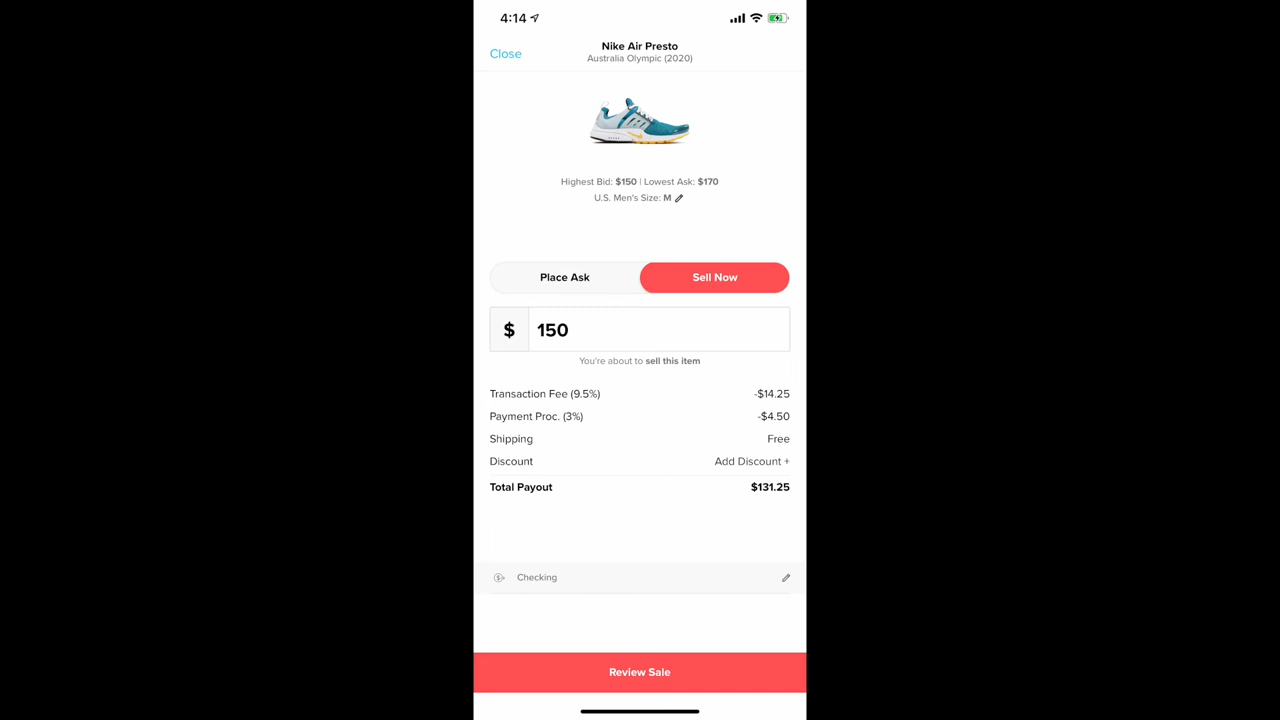 4:14
Close
Nike Air Presto
Australia Olympic (2020)
Highest Bid: $150 | Lowest Ask: $170
U.S. Men's Size: M
Place Ask
Sell Now
$ 150
You're about to sell this item
Transaction Fee (9.5%) -$14.25
Payment Proc. (3%) -$4.50
Shipping Free
Discount Add Discount +
Total Payout $131.25
Checking
Review Sale